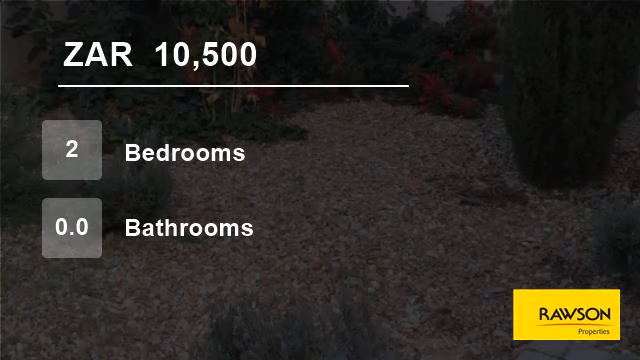 ZAR 10,500
2 Bedrooms
0.0 Bathrooms
RAWSON
Properties